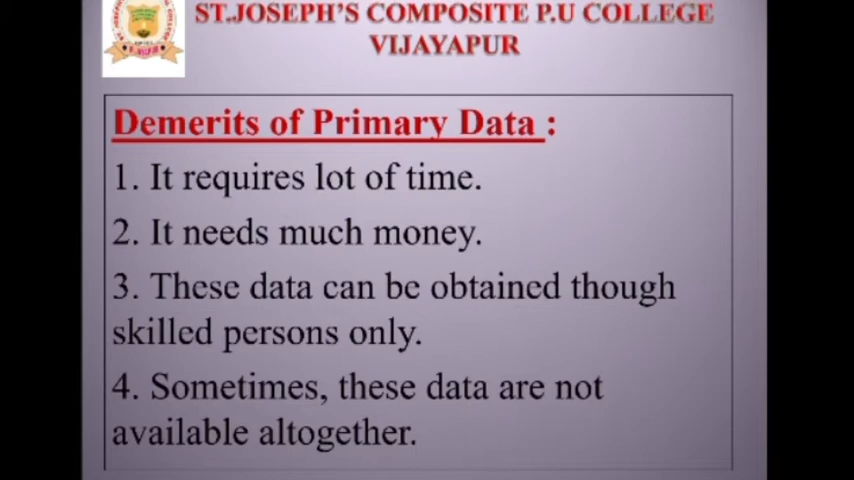 ST.JOSEPH'S COMPOSITE P.U COLLEGE
VIJAYAPUR
Demerits of Primary Data :
1. It requires lot of time.
2. It needs much money.
3. These data can be obtained though
skilled persons only.
4. Sometimes, these data are not
available altogether.